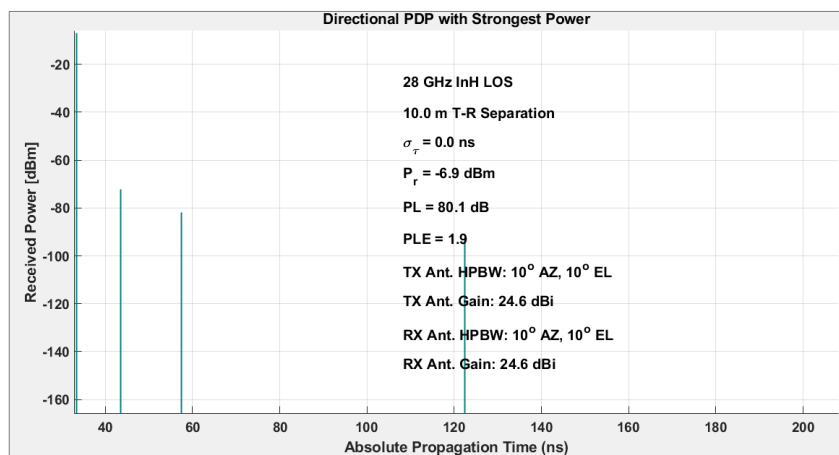 Directional PDP with Strongest Power
-20
-40
-60
-80
-100
-120
-140
-160
Received Power [dBm]
28 GHz InH LOS
10.0 m T-R Separation
σ_τ = 0.0 ns
P_r = -6.9 dBm
PL = 80.1 dB
PLE = 1.9
TX Ant. HPBW: 10° AZ, 10° EL
TX Ant. Gain: 24.6 dBi
RX Ant. HPBW: 10° AZ, 10° EL
RX Ant. Gain: 24.6 dBi
40 60 80 100 120 140 160 180 200
Absolute Propagation Time (ns)